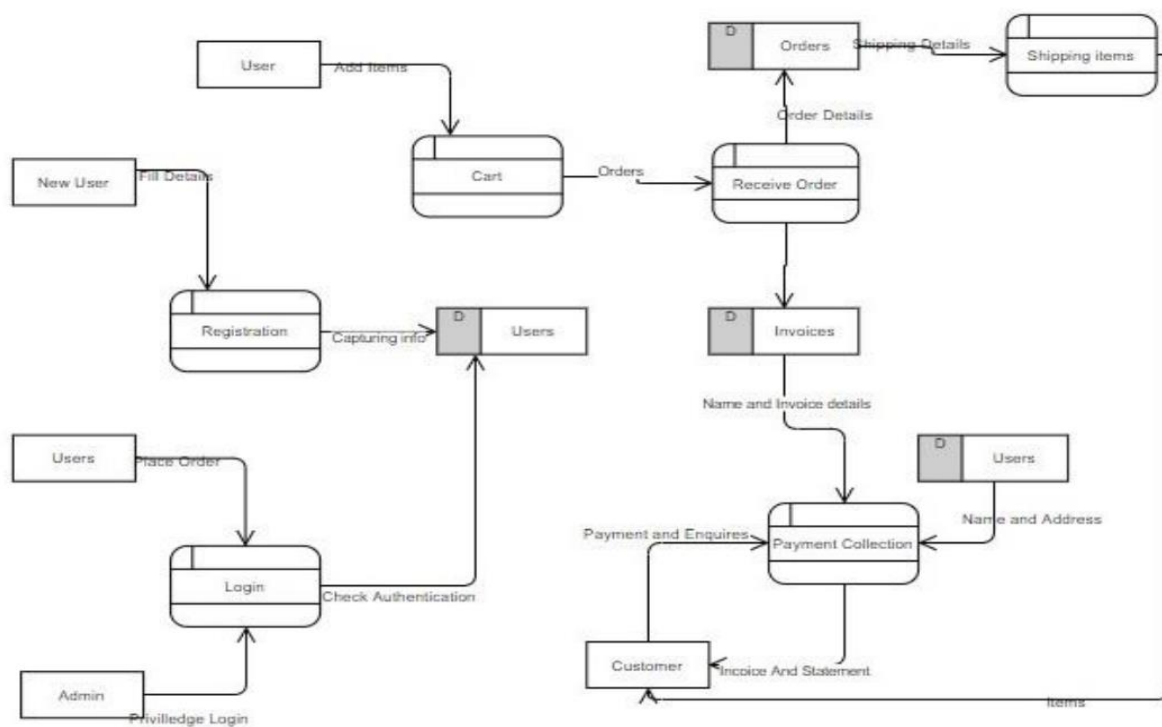 D
Orders
Shipping Details
Shipping items
User
Add Items
Order Details
Cart
Orders
Receive Order
New User
Fill Details
Registration
Capturing info
D
Users
D
Invoices
Name and Invoice details
Users
Place Order
D
Users
Name and Address
Payment and Enquires
Payment Collection
Login
Check Authentication
Customer
Incoice And Statement
Admin
Privilledge Login
Items